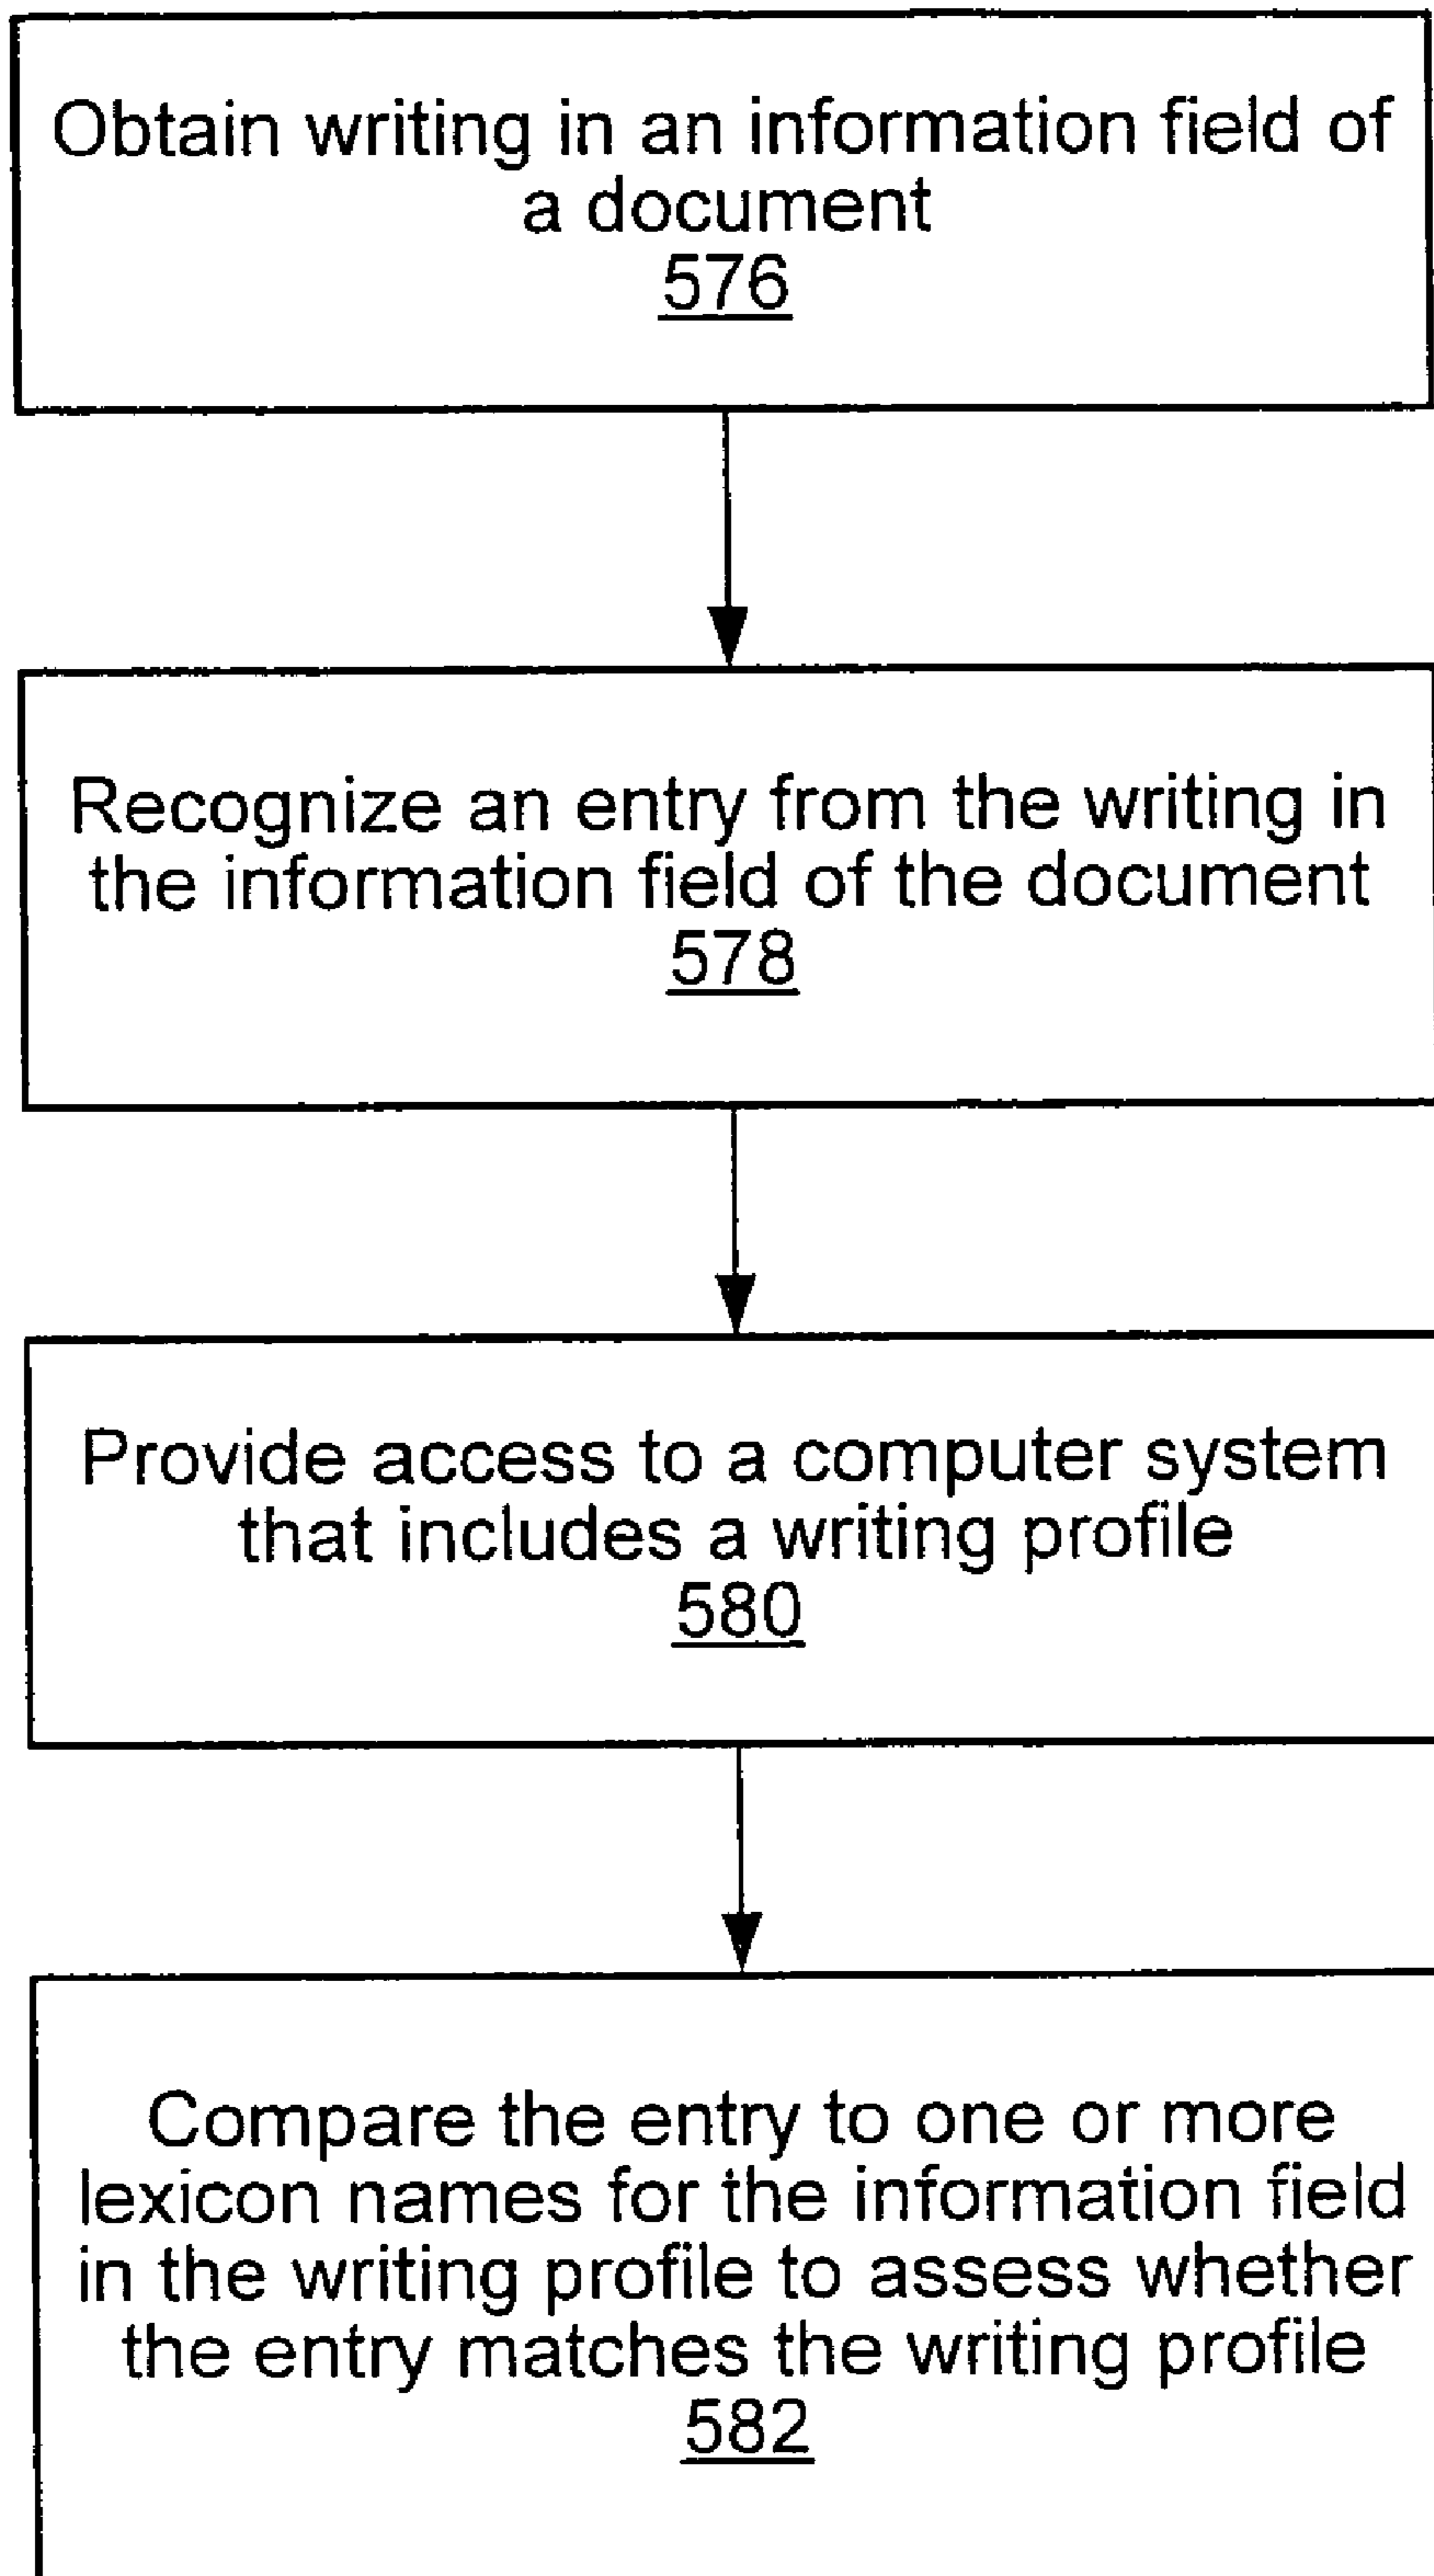 Obtain writing in an information field of
a document
576
Recognize an entry from the writing in
the information field of the document
578
Provide access to a computer system
that includes a writing profile
580
Compare the entry to one or more
lexicon names for the information field
in the writing profile to assess whether
the entry matches the writing profile
582